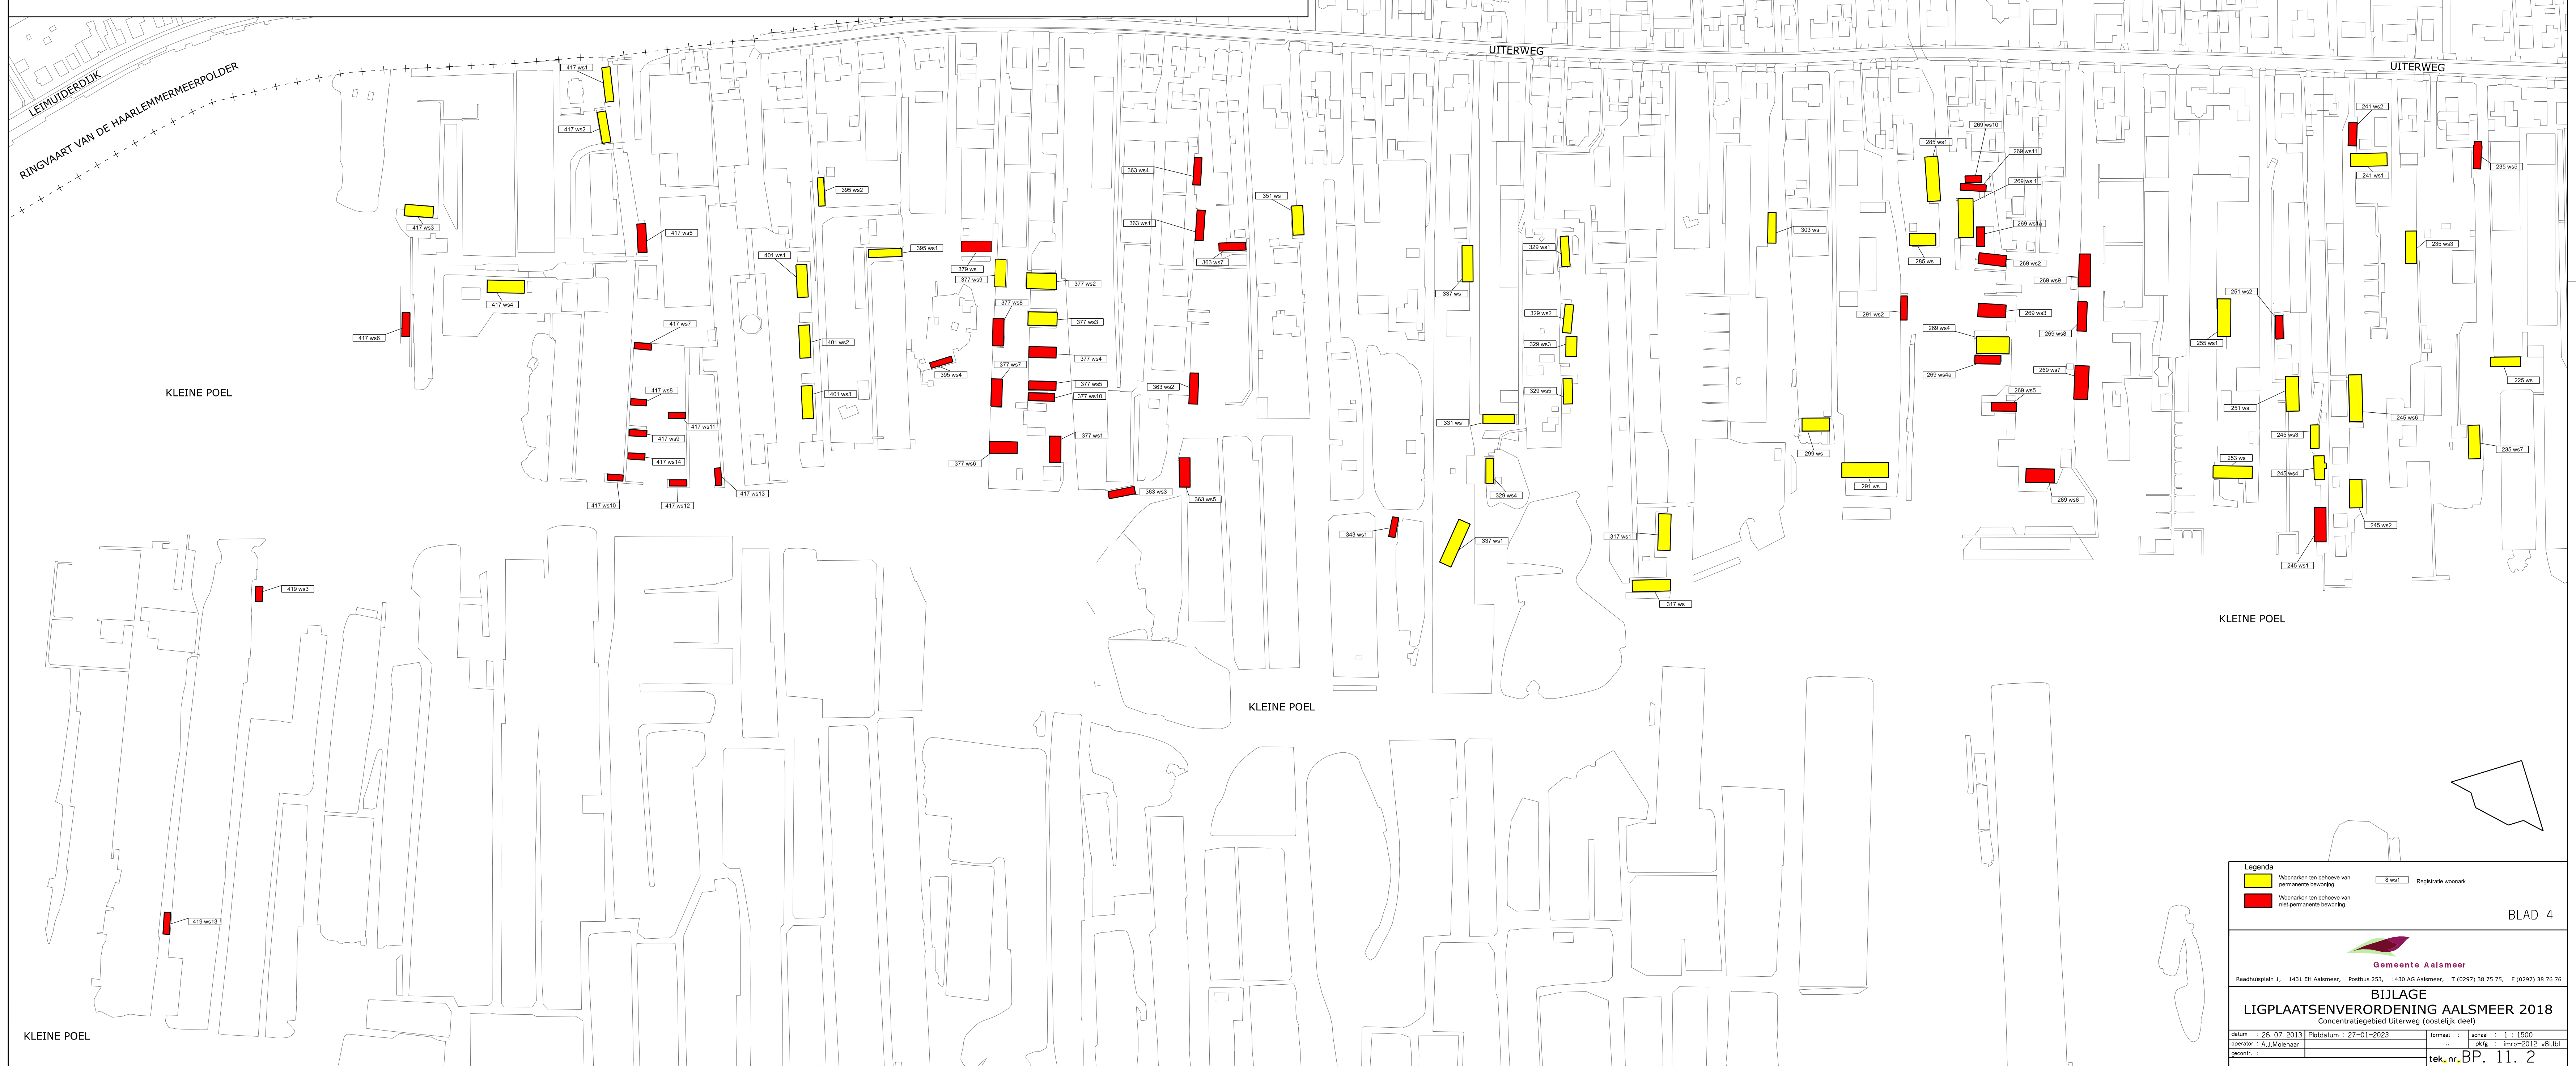 UITERWEG
UITERWEG
LEIMUIDERDIJK
RINGVAART VAN DE HAARLEMMERMEERPOLDER
417 ws1
417 ws2
417 ws3
417 ws4
417 ws5
417 ws6
417 ws7
417 ws8
417 ws11
417 ws9
417 ws14
417 ws10
417 ws12
417 ws13
395 ws2
395 ws1
401 ws1
401 ws2
401 ws3
395 ws4
379 ws
377 ws9
377 ws2
377 ws8
377 ws3
377 ws4
377 ws7
377 ws5
377 ws10
377 ws1
377 ws6
363 ws4
363 ws1
363 ws7
363 ws2
363 ws3
363 ws5
351 ws
343 ws1
337 ws
337 ws1
331 ws
329 ws1
329 ws2
329 ws3
329 ws5
329 ws4
317 ws1
317 ws
303 ws
299 ws
291 ws2
291 ws
285 ws1
285 ws
269 ws10
269 ws11
269 ws 1
269 ws1a
269 ws2
269 ws9
269 ws3
269 ws8
269 ws4
269 ws4a
269 ws7
269 ws5
269 ws6
255 ws1
251 ws2
251 ws
253 ws
245 ws3
245 ws4
245 ws6
245 ws2
245 ws1
241 ws2
241 ws1
235 ws5
235 ws3
225 ws
235 ws7
419 ws3
419 ws13
KLEINE POEL
KLEINE POEL
KLEINE POEL
KLEINE POEL
Legenda
Woonarken ten behoeve van
permanente bewoning
8 ws1
Registratie woonark
Woonarken ten behoeve van
niet-permanente bewoning
BLAD 4
Gemeente Aalsmeer
Raadhuisplein 1, 1431 EH Aalsmeer, Postbus 253, 1430 AG Aalsmeer, T (0297) 38 75 75, F (0297) 38 76 76
BIJLAGE
LIGPLAATSENVERORDENING AALSMEER 2018
Concentratiegebied Uiterweg (oostelijk deel)
datum : 26 07 2013 Plotdatum : 27-01-2023 formaat : schaal : 1 : 1500
operator : A.J.Molenaar .. plcfg : imro-2012 v8i.tbl
gecontr. :
tek. nr. BP. 11. 2